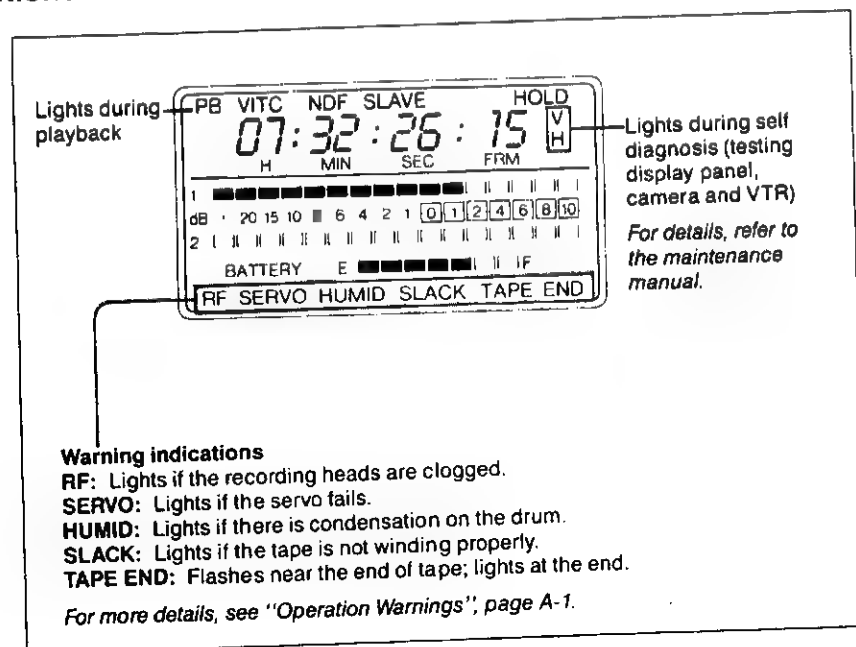 Lights during playback
PB VITC NDF SLAVE HOLD
07:32:26:15 V H
H MIN SEC FRM
1
dB 20 15 10 6 4 2 1 0 1 2 4 6 8 10
2
BATTERY E F
RF SERVO HUMID SLACK TAPE END
Lights during self
diagnosis (testing
display panel,
camera and VTR)
For details, refer to
the maintenance
manual.
Warning indications
RF: Lights if the recording heads are clogged.
SERVO: Lights if the servo fails.
HUMID: Lights if there is condensation on the drum.
SLACK: Lights if the tape is not winding properly.
TAPE END: Flashes near the end of tape; lights at the end.
For more details, see "Operation Warnings", page A-1.